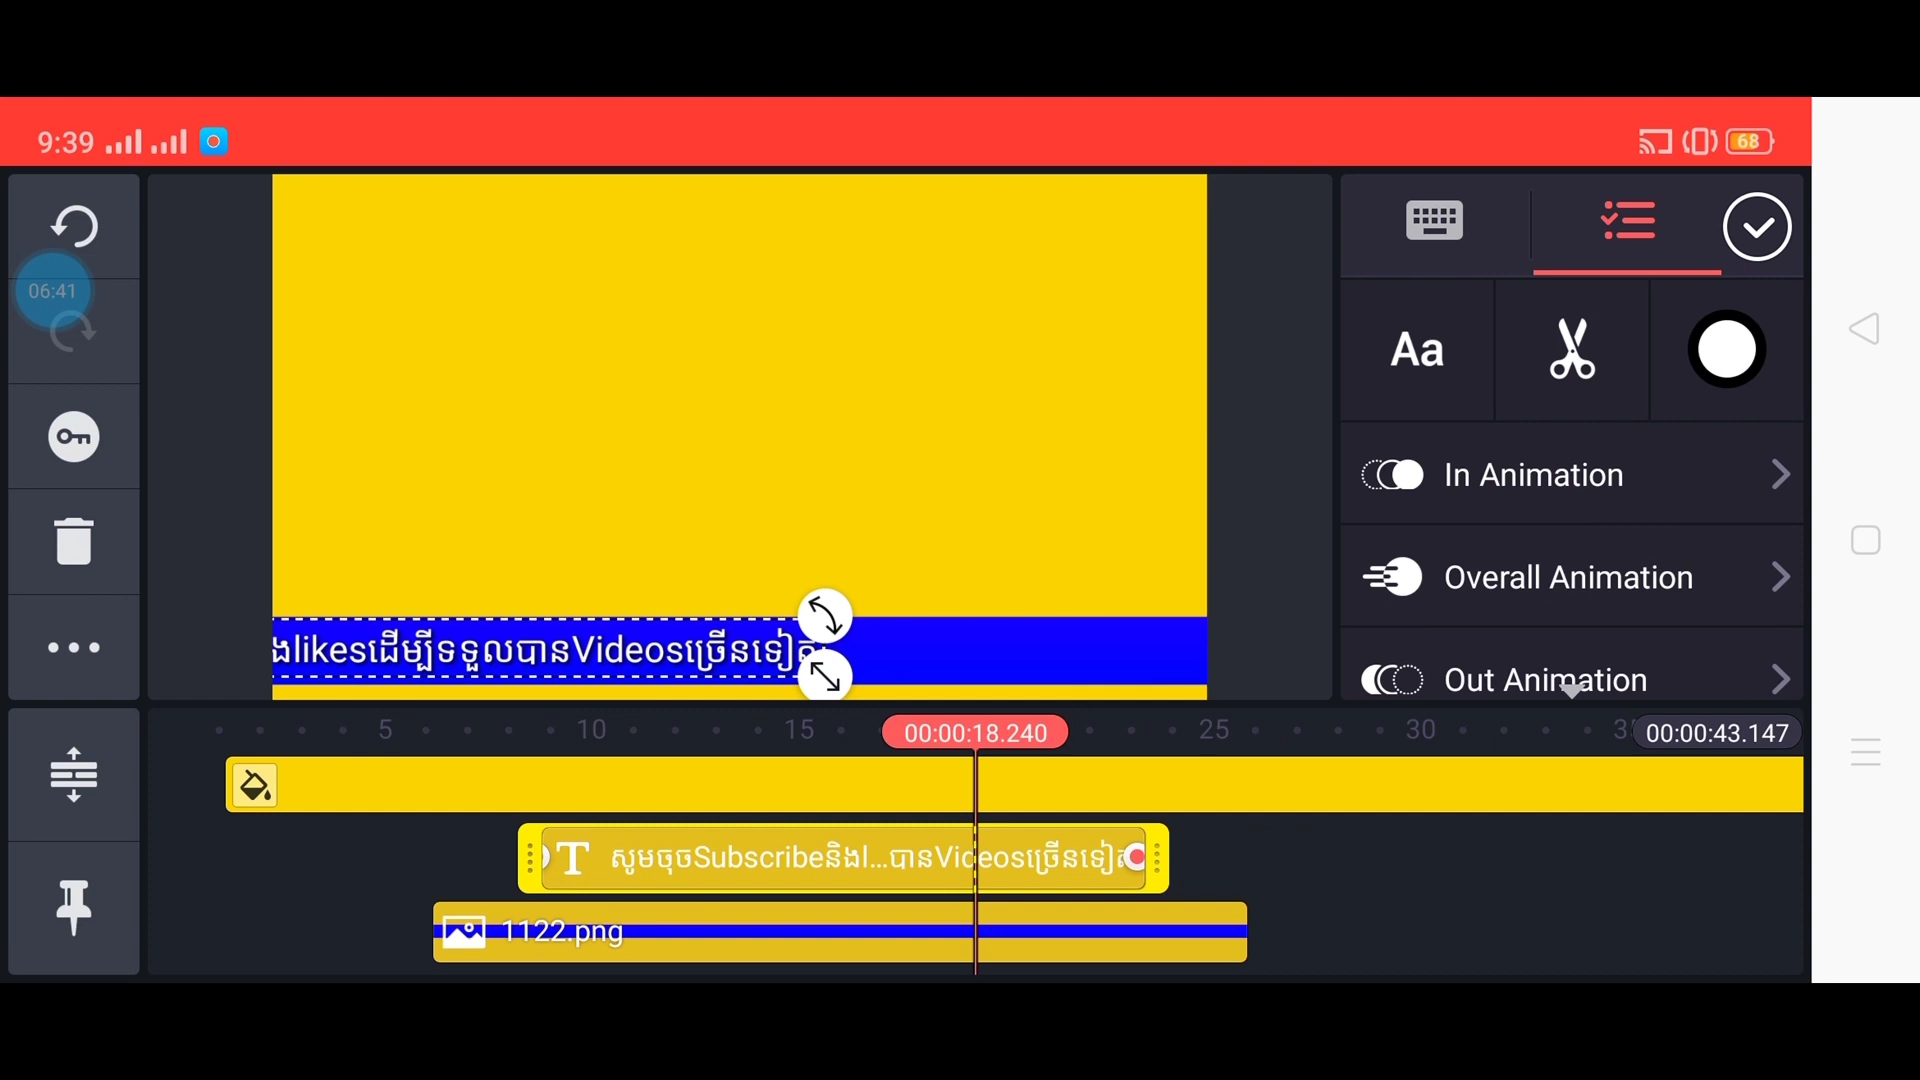 9:39
68
06:41
Aa
In Animation
Overall Animation
Out Animation
ងlikesដើម្បីទទួលបានVideosច្រើនទៀត
5
10
15
00:00:18.240
25
30
00:00:43.147
T
សូមចុចSubscribeនិងl...បានVideosច្រើនទៀត
1122.png